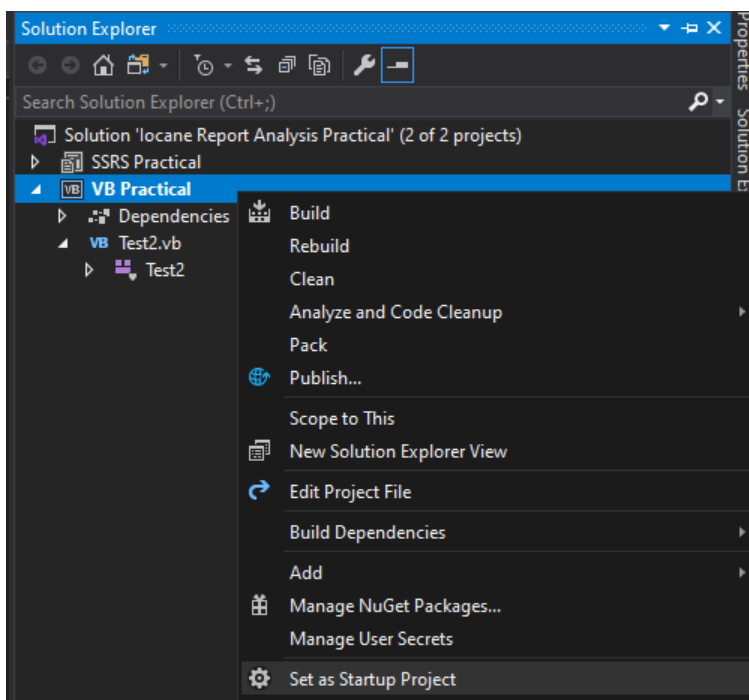 Solution Explorer
Search Solution Explorer (Ctrl+;)
Solution 'locane Report Analysis Practical' (2 of 2 projects)
SSRS Practical
VB Practical
Dependencies
VB Test2.vb
Test2
Build
Rebuild
Clean
Analyze and Code Cleanup
Pack
Publish...
Scope to This
New Solution Explorer View
Edit Project File
Build Dependencies
Add
Manage NuGet Packages...
Manage User Secrets
Set as Startup Project
Properties
Solution